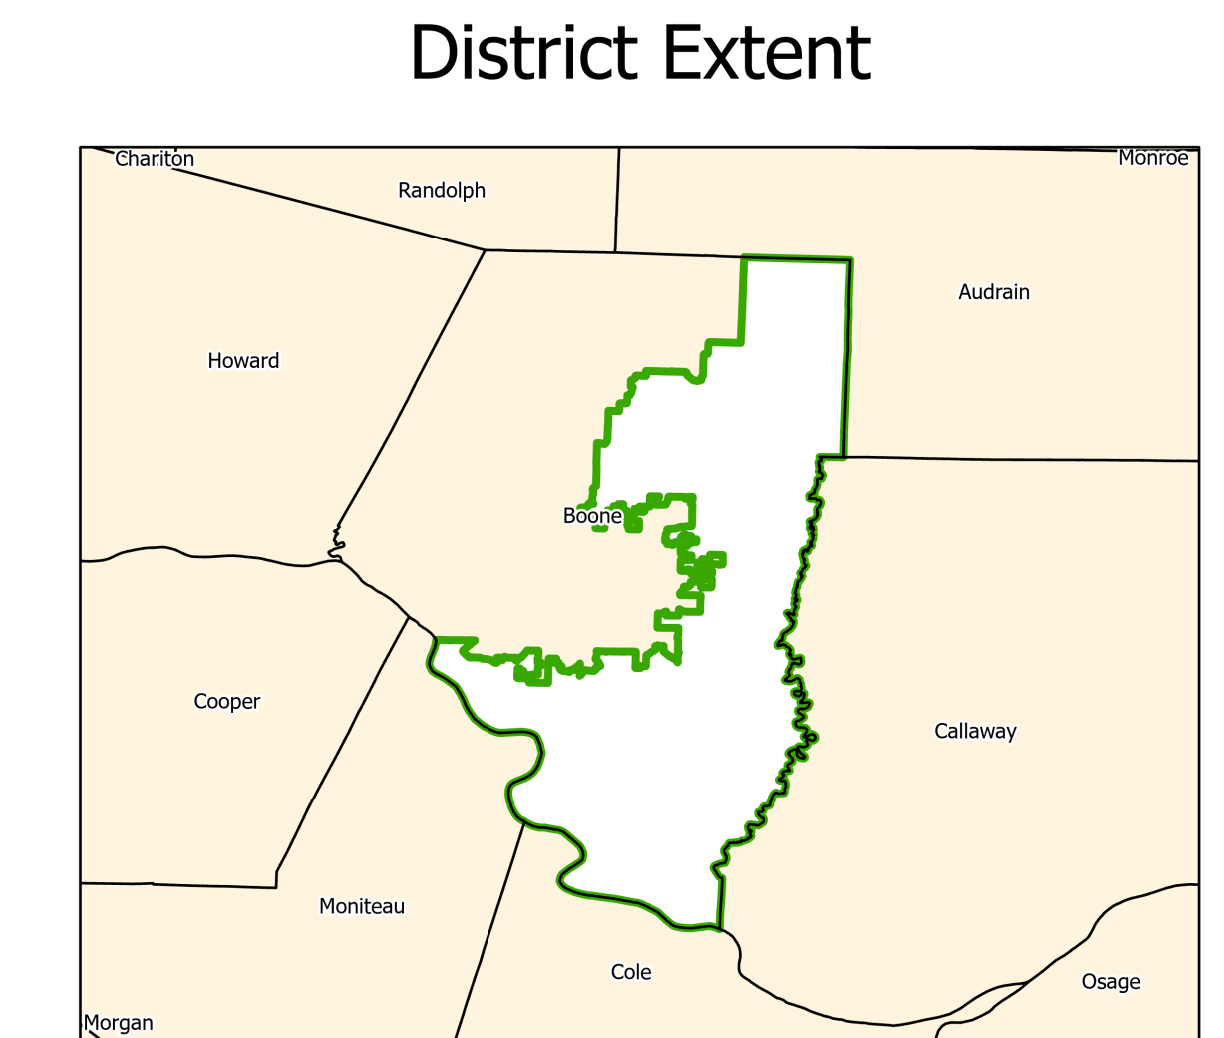 District Extent
Chariton
Monroe
Randolph
Audrain
Howard
Boone
Cooper
Callaway
Moniteau
Cole
Osage
Morgan